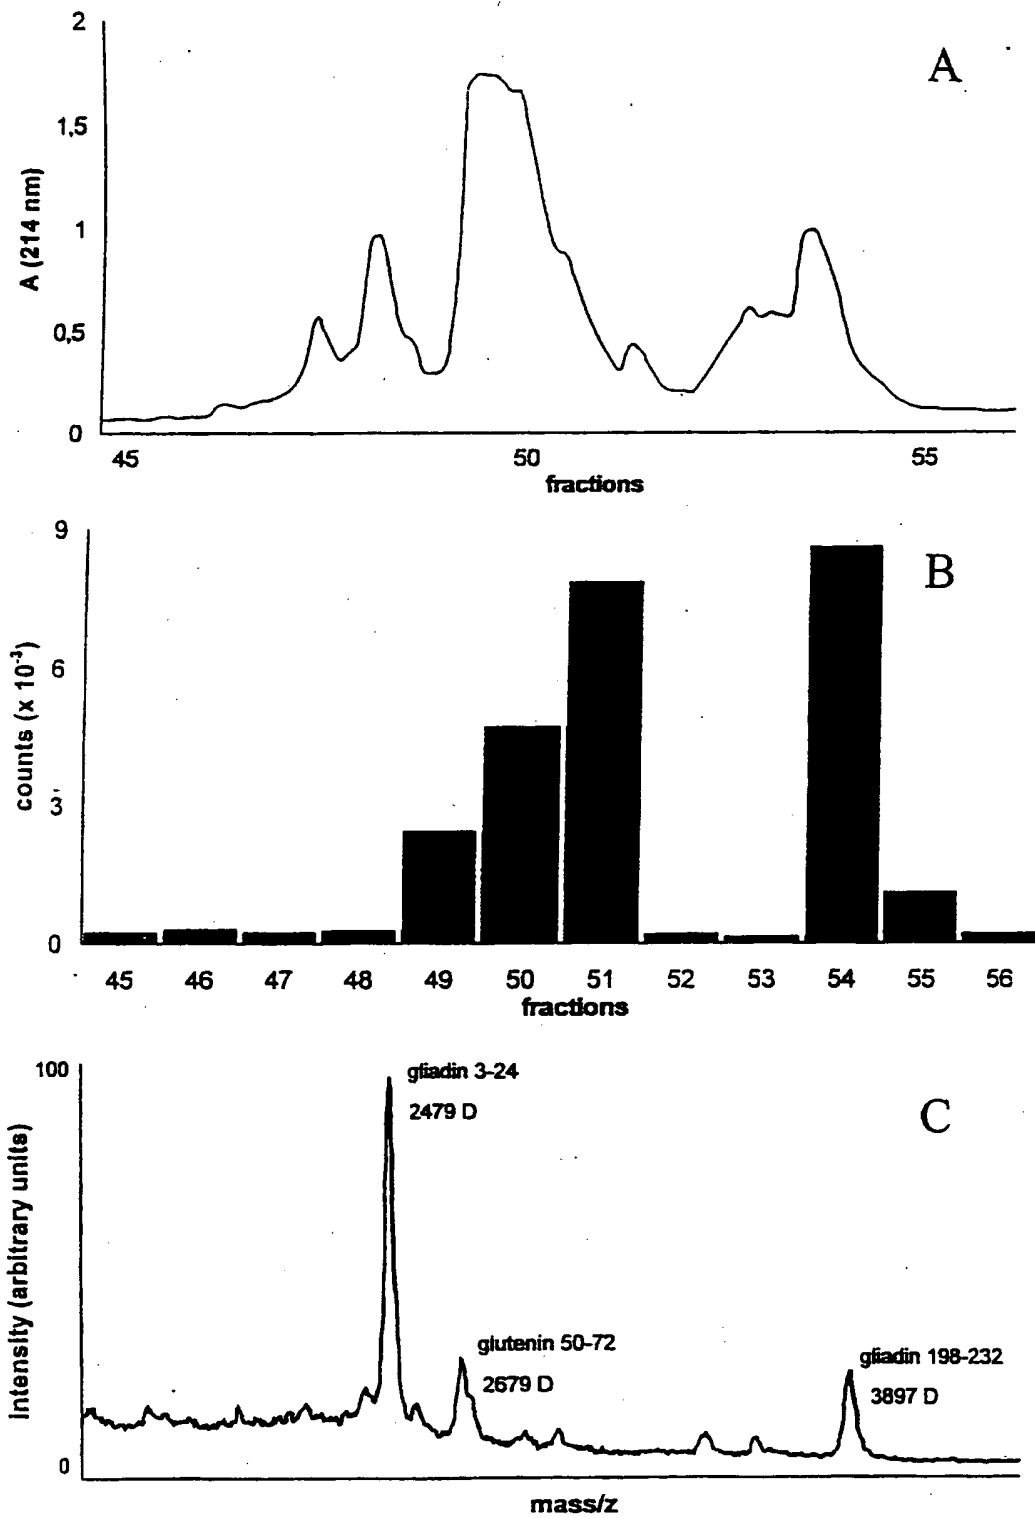 A
2
1,5
1
0,5
0
A (214 nm)
45 50 55
fractions
B
9
6
3
0
counts (x 10-3)
45 46 47 48 49 50 51 52 53 54 55 56
fractions
C
100
0
Intensity (arbitrary units)
gliadin 3-24
2479 D
glutenin 50-72
2679 D
gliadin 198-232
3897 D
mass/z